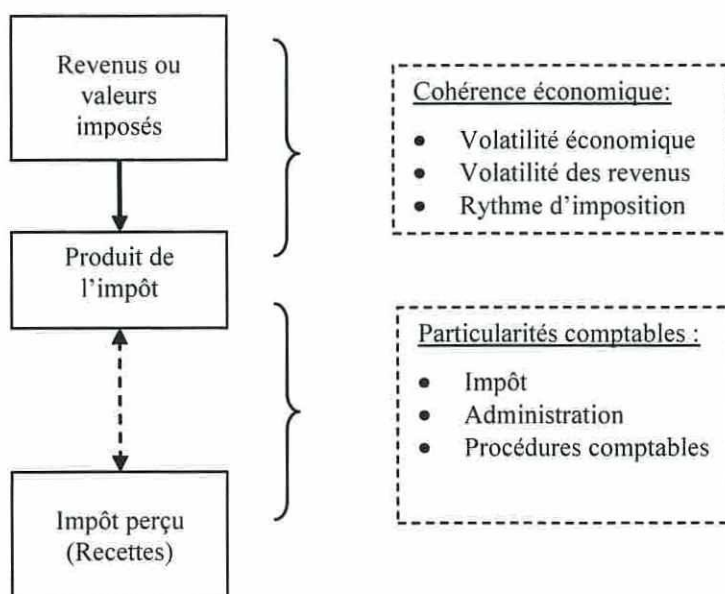 Revenus ou
valeurs
imposés
Cohérence économique:
● Volatilité économique
● Volatilité des revenus
● Rythme d'imposition
Produit de
l'impôt
Particularités comptables :
● Impôt
● Administration
● Procédures comptables
Impôt perçu
(Recettes)